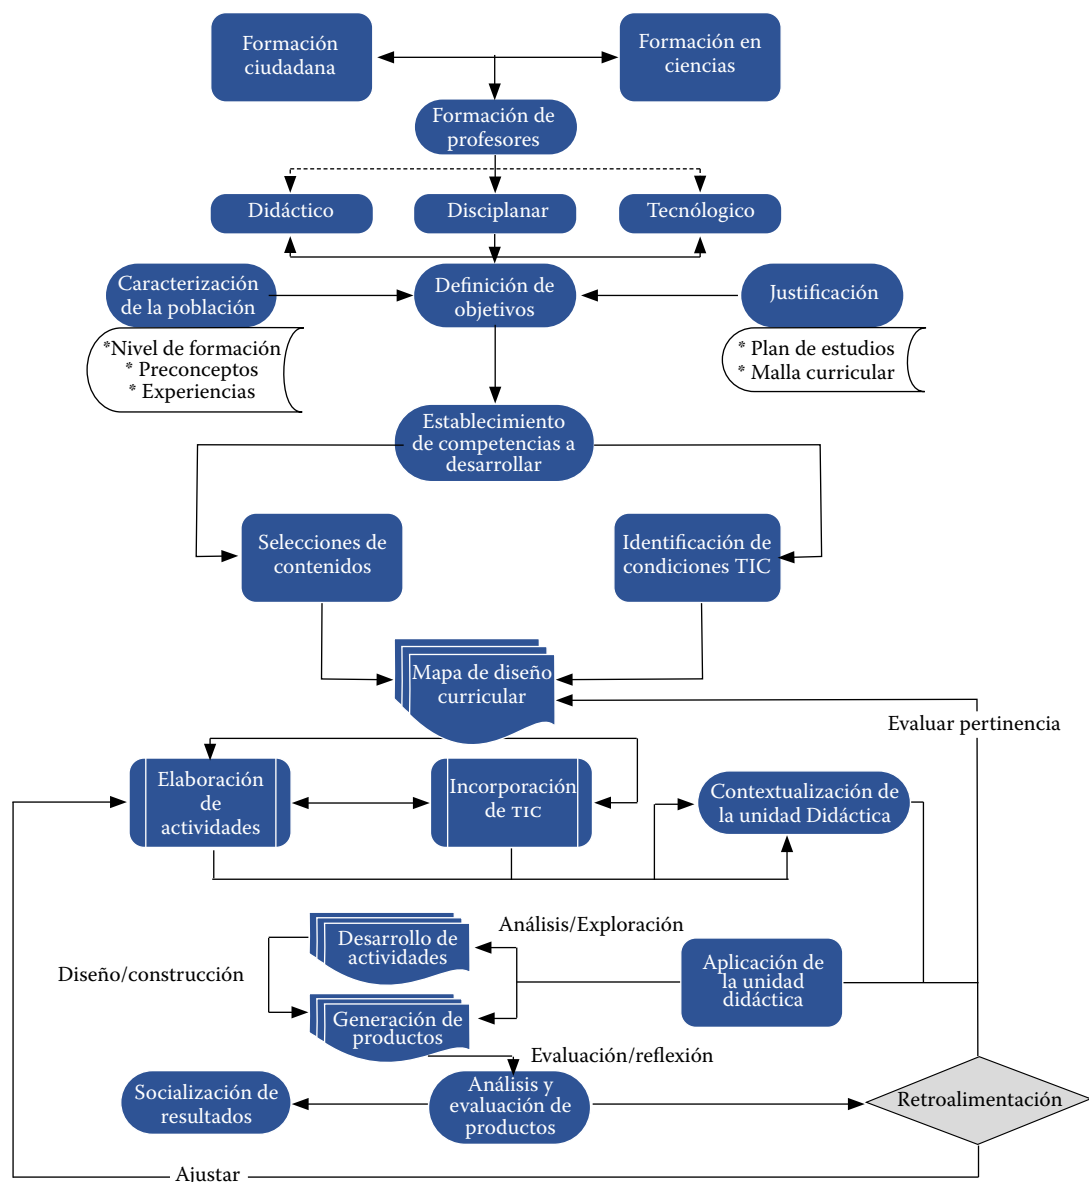 Formación
ciudadana
Formación en
ciencias
Formación de
profesores
Didáctico
Disciplinar
Tecnólogico
Caracterización
de la población
Definición de
objetivos
Justificación
*Nivel de formación
* Preconceptos
* Experiencias
* Plan de estudios
* Malla curricular
Establecimiento
de competencias a
desarrollar
Selecciones de
contenidos
Identificación de
condiciones TIC
Mapa de diseño
curricular
Evaluar pertinencia
Elaboración
de
actividades
Incorporación
de TIC
Contextualización de
la unidad Didáctica
Análisis/Exploración
Desarrollo de
actividades
Diseño/construcción
Aplicación de
la unidad
didáctica
Generación de
productos
Evaluación/reflexión
Socialización de
resultados
Análisis y
evaluación de
productos
Retroalimentación
Ajustar